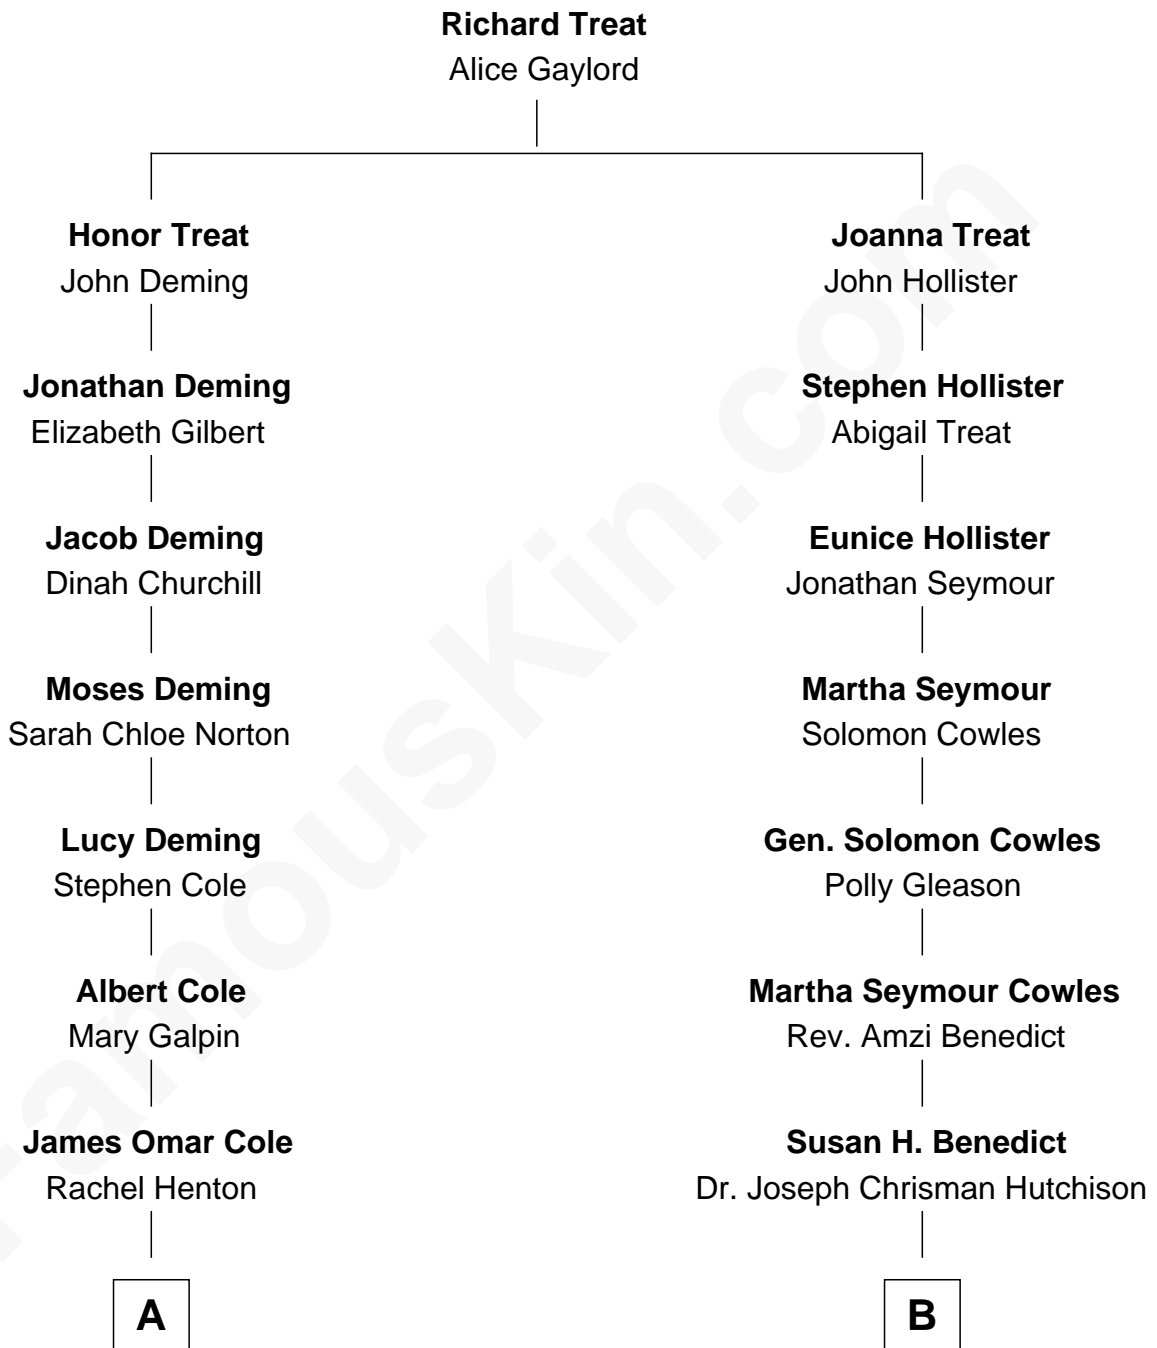 Richard Treat
Alice Gaylord
Honor Treat
John Deming
Joanna Treat
John Hollister
Jonathan Deming
Elizabeth Gilbert
Stephen Hollister
Abigail Treat
Jacob Deming
Dinah Churchill
Eunice Hollister
Jonathan Seymour
Moses Deming
Sarah Chloe Norton
Martha Seymour
Solomon Cowles
Lucy Deming
Stephen Cole
Gen. Solomon Cowles
Polly Gleason
Albert Cole
Mary Galpin
Martha Seymour Cowles
Rev. Amzi Benedict
James Omar Cole
Rachel Henton
Susan H. Benedict
Dr. Joseph Chrisman Hutchison
A
B
FamousKin.com